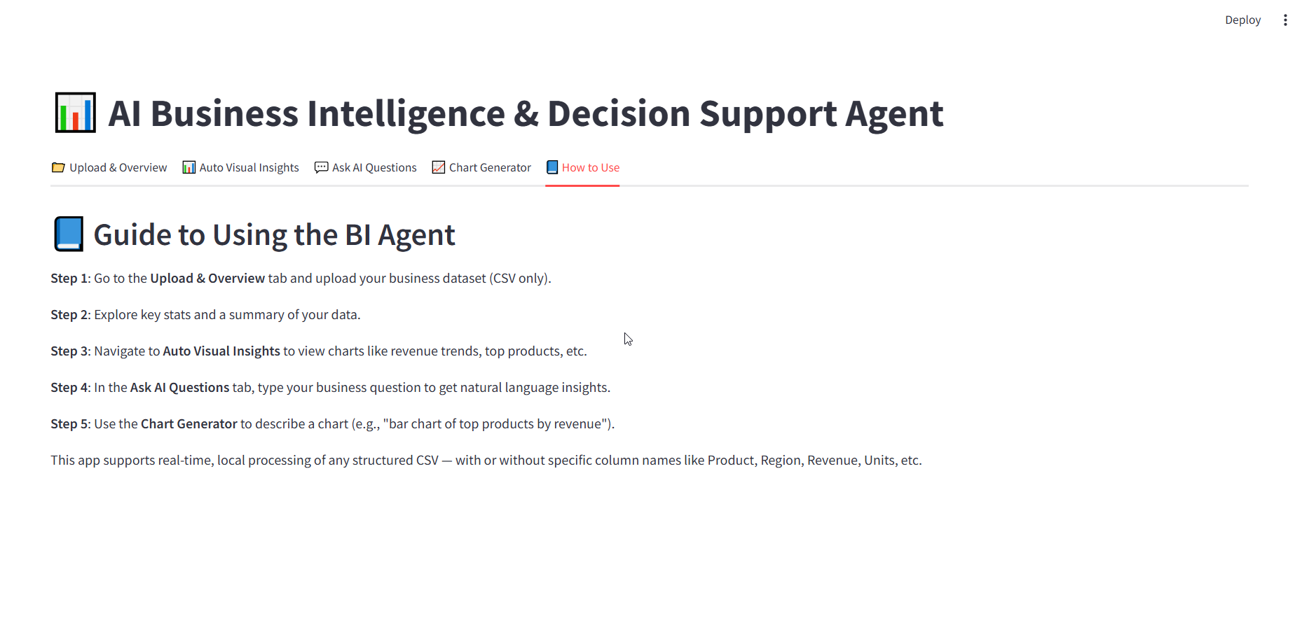 Deploy
AI Business Intelligence & Decision Support Agent
Upload & Overview
Auto Visual Insights
Ask AI Questions
Chart Generator
How to Use
Guide to Using the BI Agent
Step 1: Go to the Upload & Overview tab and upload your business dataset (CSV only).
Step 2: Explore key stats and a summary of your data.
Step 3: Navigate to Auto Visual Insights to view charts like revenue trends, top products, etc.
Step 4: In the Ask AI Questions tab, type your business question to get natural language insights.
Step 5: Use the Chart Generator to describe a chart (e.g., "bar chart of top products by revenue").
This app supports real-time, local processing of any structured CSV — with or without specific column names like Product, Region, Revenue, Units, etc.